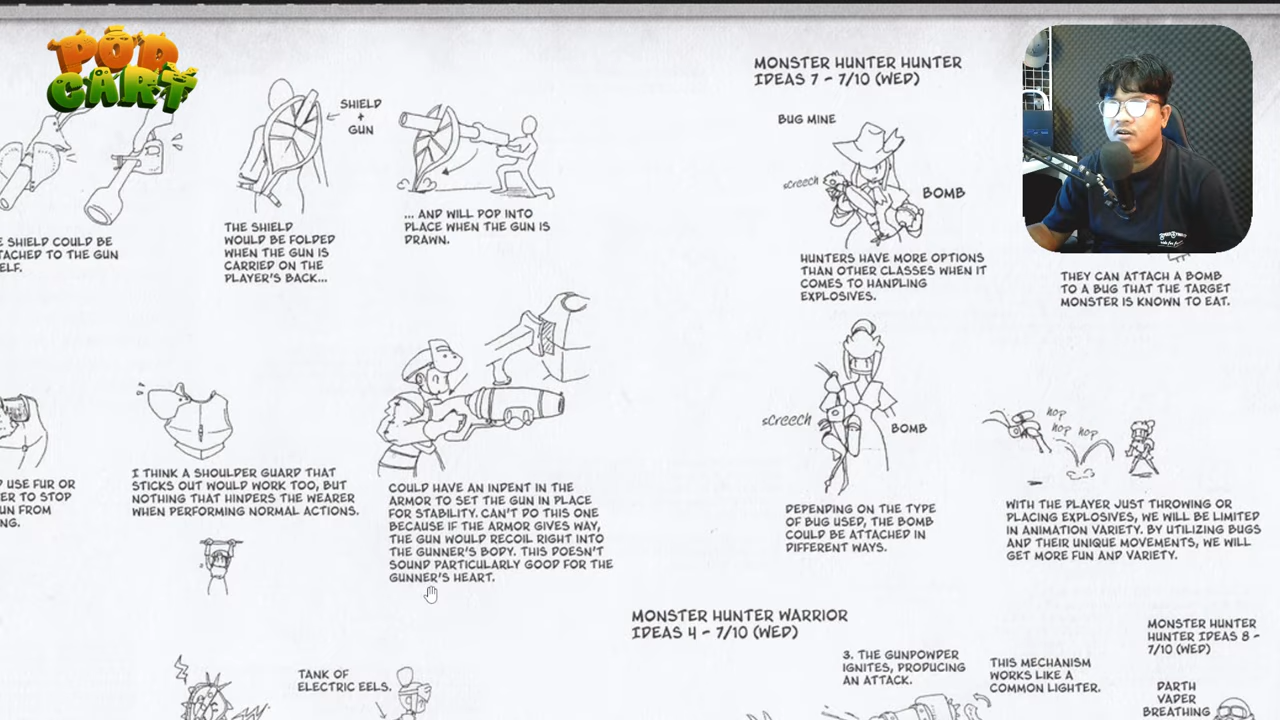 POD
CARTY
SHIELD
+
GUN
E SHIELD COULD BE
TACHED TO THE GUN
ELF.
THE SHIELD
WOULD BE FOLDED
WHEN THE GUN IS
CARRIED ON THE
PLAYER'S BACK...
... AND WILL POP INTO
PLACE WHEN THE GUN IS
DRAWN.
MONSTER HUNTER HUNTER
IDEAS 7 - 7/10 (WED)
BUG MINE
SCREECH
BOMB
HUNTERS HAVE MORE OPTIONS
THAN OTHER CLASSES WHEN IT
COMES TO HANDLING
EXPLOSIVES.
THEY CAN ATTACH A BOMB
TO A BUG THAT THE TARGET
MONSTER IS KNOWN TO EAT.
D USE FUR OR
ER TO STOP
UN FROM
NG.
I THINK A SHOULDER GUARD THAT
STICKS OUT WOULD WORK TOO, BUT
NOTHING THAT HINDERS THE WEARER
WHEN PERFORMING NORMAL ACTIONS.
COULD HAVE AN INDENT IN THE
ARMOR TO SET THE GUN IN PLACE
FOR STABILITY. CAN'T DO THIS ONE
BECAUSE IF THE ARMOR GIVES WAY,
THE GUN WOULD RECOIL RIGHT INTO
THE GUNNER'S BODY. THIS DOESN'T
SOUND PARTICULARLY GOOD FOR THE
GUNNER'S HEART.
SCREECH
BOMB
DEPENDING ON THE TYPE
OF BUG USED, THE BOMB
COULD BE ATTACHED IN
DIFFERENT WAYS.
HOP
HOP HOP
WITH THE PLAYER JUST THROWING OR
PLACING EXPLOSIVES, WE WILL BE LIMITED
IN ANIMATION VARIETY. BY UTILIZING BUGS
AND THEIR UNIQUE MOVEMENTS, WE WILL
GET MORE FUN AND VARIETY.
TANK OF
ELECTRIC EELS.
MONSTER HUNTER WARRIOR
IDEAS 4 - 7/10 (WED)
3. THE GUNPOWDER
IGNITES, PRODUCING
AN ATTACK.
THIS MECHANISM
WORKS LIKE A
COMMON LIGHTER.
MONSTER HUNTER
HUNTER IDEAS 8 -
7/10 (WED)
DARTH
VADER
BREATHING